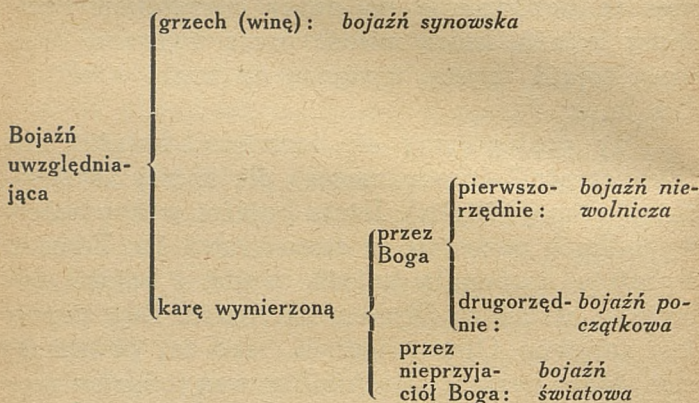 grzech (winę): bojaźń synowska
Bojaźń
uwzględnia-
jąca
pierwszo- bojaźń nie-
rzędnie: wolnicza
przez
Boga
karę wymierzoną
drugorzęd- bojaźń po-
nie: czątkowa
przez
nieprzyja- bojaźń
ciół Boga: światowa